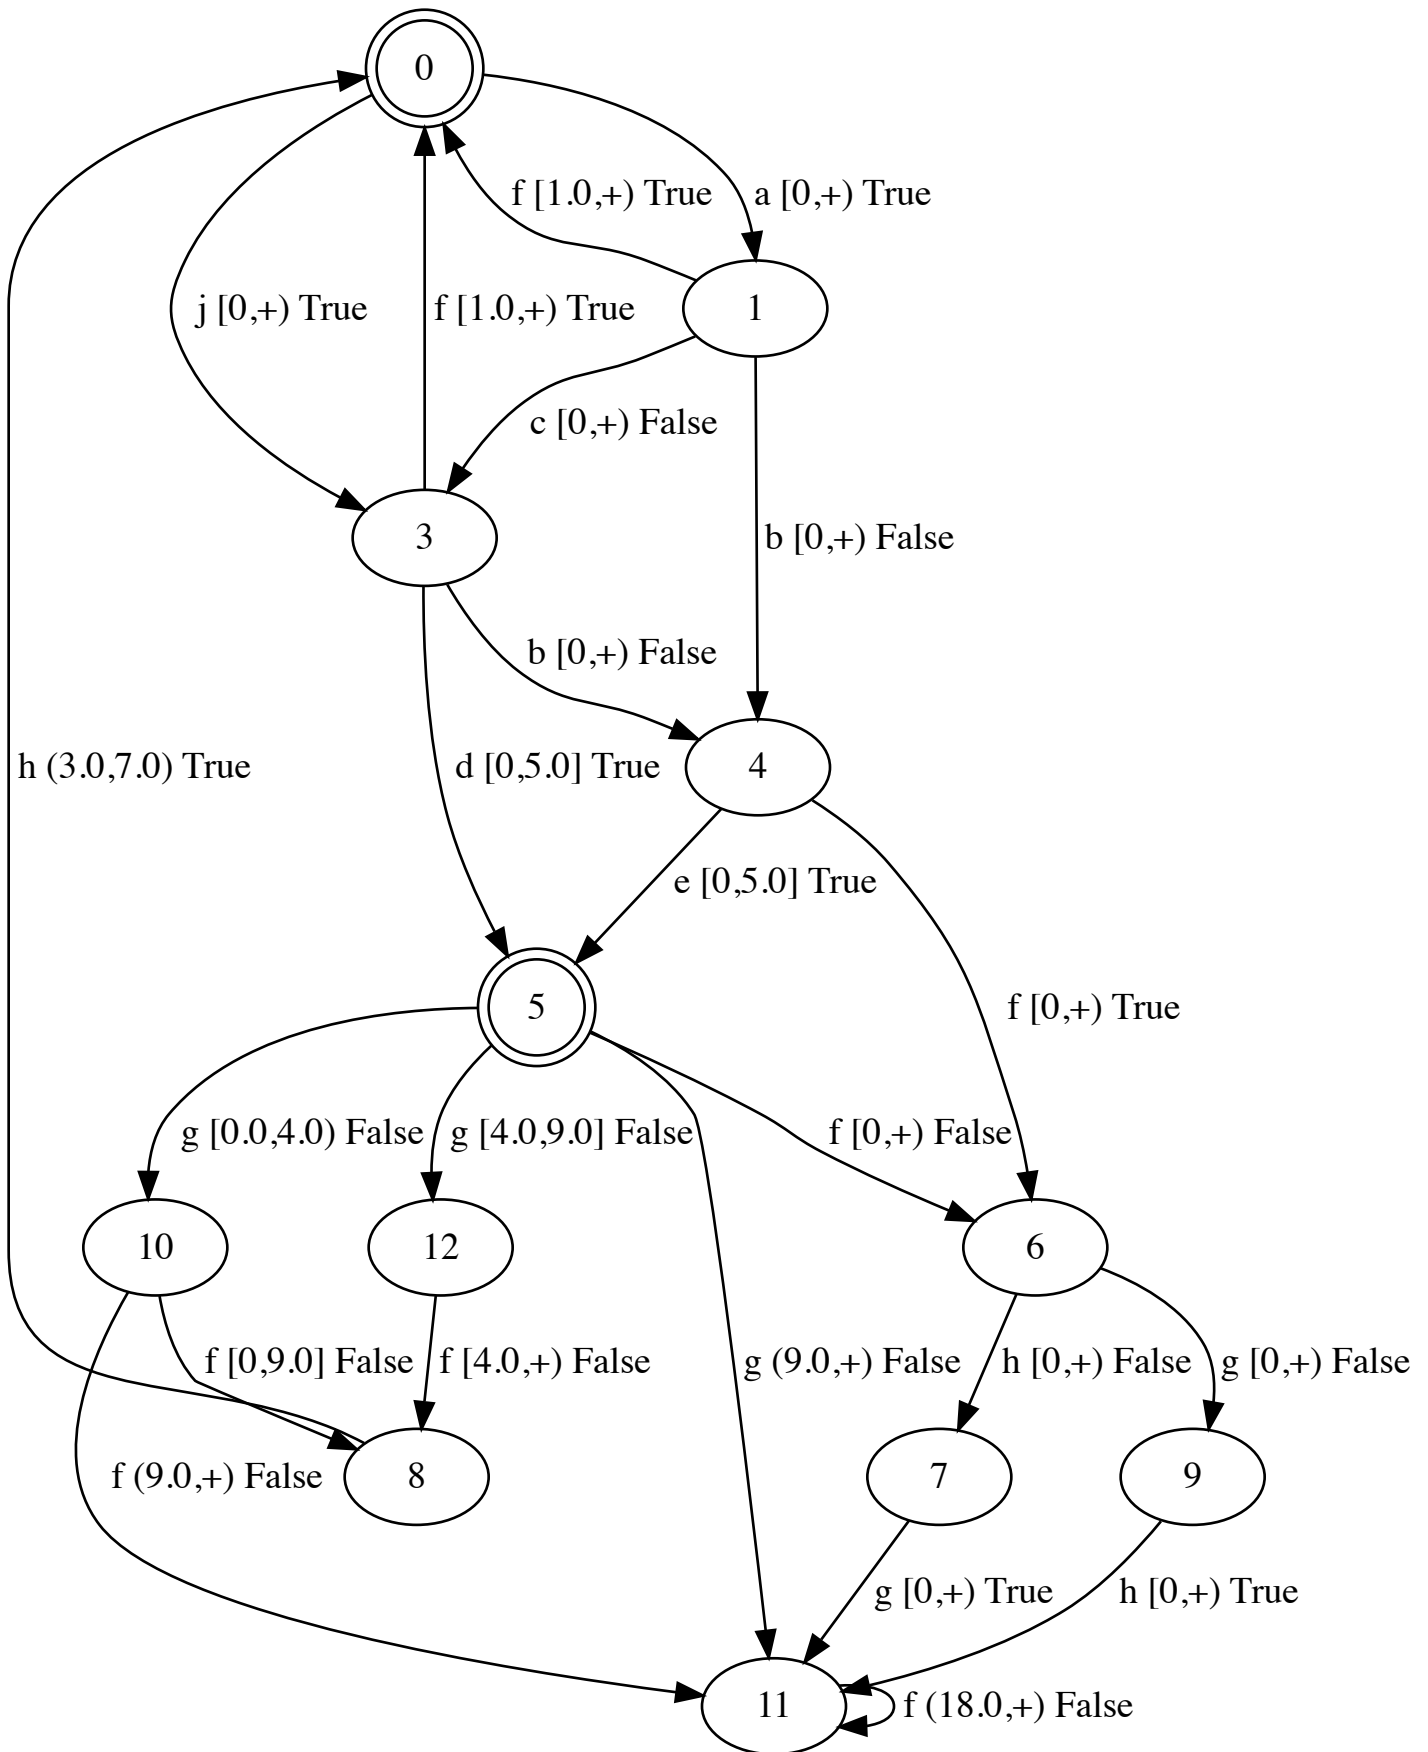 0
f [1.0,+) True
a [0,+) True
j [0,+) True
f [1.0,+) True
1
c [0,+) False
3
b [0,+) False
b [0,+) False
h (3.0,7.0) True
d [0,5.0] True
4
e [0,5.0] True
5
f [0,+) True
g [0.0,4.0) False
g [4.0,9.0] False
f [0,+) False
10
12
6
f [0,9.0] False
f [4.0,+) False
g (9.0,+) False
h [0,+) False
g [0,+) False
f (9.0,+) False
8
7
9
g [0,+) True
h [0,+) True
11
f (18.0,+) False